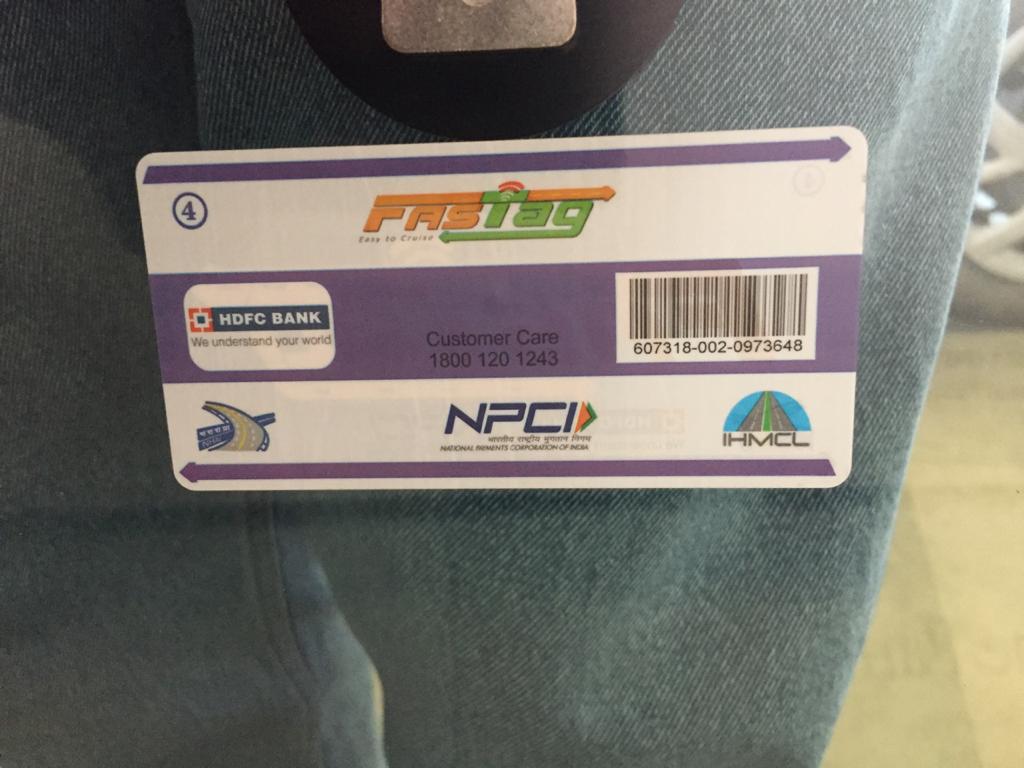 4
FASTag
Easy to Cruise
HDFC BANK
We understand your world
Customer Care
1800 120 1243
607318-002-0973648
भा रा रा प्रा
NHAI
NPCI
भारतीय राष्ट्रीय भुगतान निगम
NATIONAL PAYMENTS CORPORATION OF INDIA
IHMCL